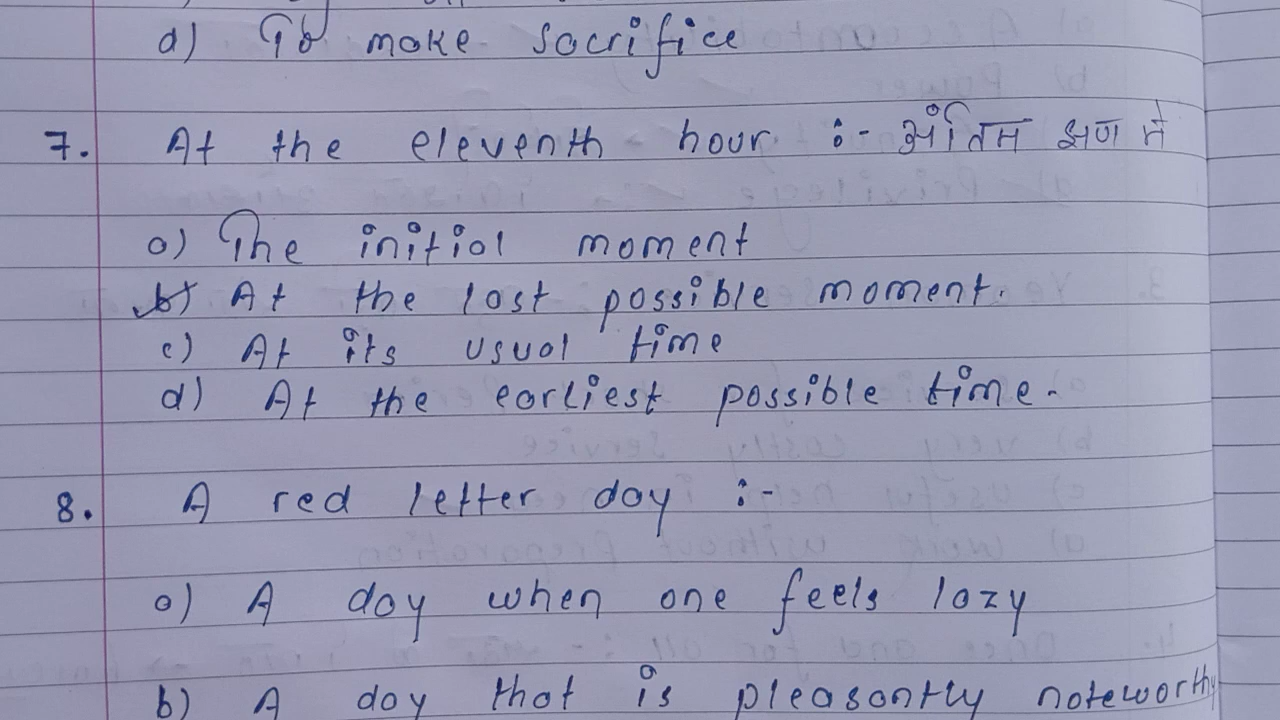 d) To make sacrifice
7. At the eleventh hour :- अंतिम क्षण में
a) The initial moment
b) At the last possible moment.
c) At its usual time
d) At the earliest possible time.
8. A red letter day :-
a) A day when one feels lazy
b) A day that is pleasantly noteworthy